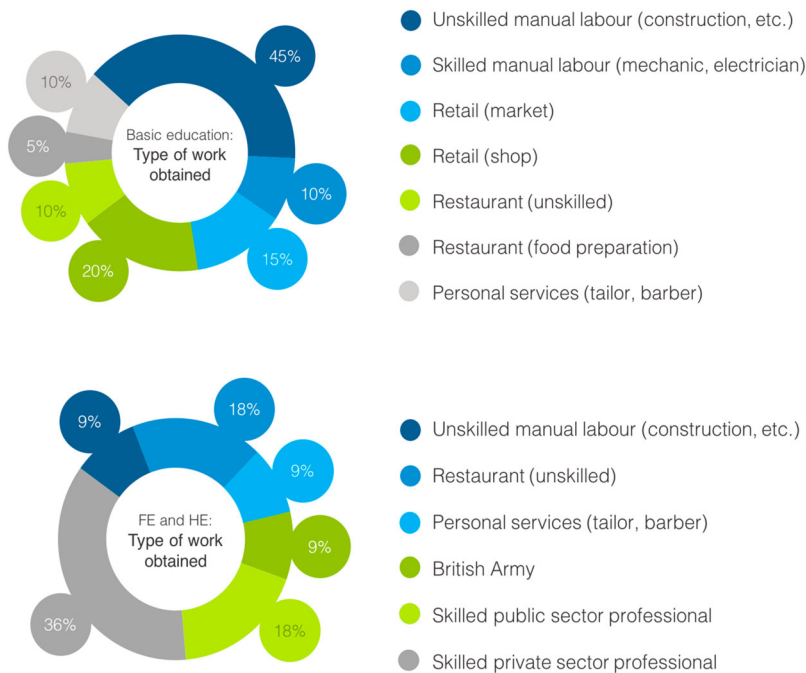 45%
10%
15%
20%
10%
5%
10%
Basic education:
Type of work
obtained
Unskilled manual labour (construction, etc.)
Skilled manual labour (mechanic, electrician)
Retail (market)
Retail (shop)
Restaurant (unskilled)
Restaurant (food preparation)
Personal services (tailor, barber)
9%
18%
9%
9%
18%
36%
FE and HE:
Type of work
obtained
Unskilled manual labour (construction, etc.)
Restaurant (unskilled)
Personal services (tailor, barber)
British Army
Skilled public sector professional
Skilled private sector professional